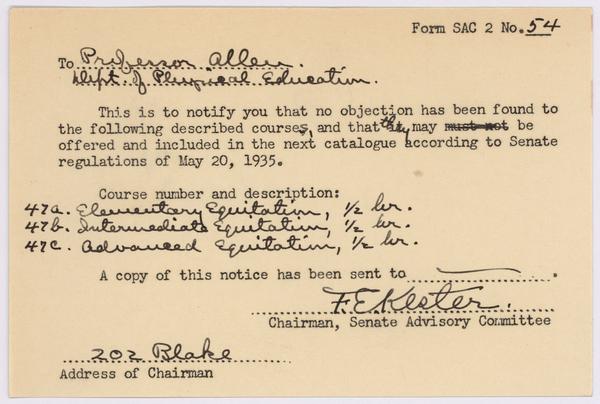 Form SAC 2 No. 54
To Professor Allen.
Dept. of Physical Education.
This is to notify you that no objection has been found to
the following described courses, and that they may must not be
offered and included in the next catalogue according to Senate
regulations of May 20, 1935.
Course number and description:
47a. Elementary Equitation, 1/2 hr.
47b. Intermediate Equitation, 1/2 hr.
47c. Advanced Equitation, 1/2 hr.
A copy of this notice has been sent to
F.E. Kester.
Chairman, Senate Advisory Committee
202 Blake
Address of Chairman